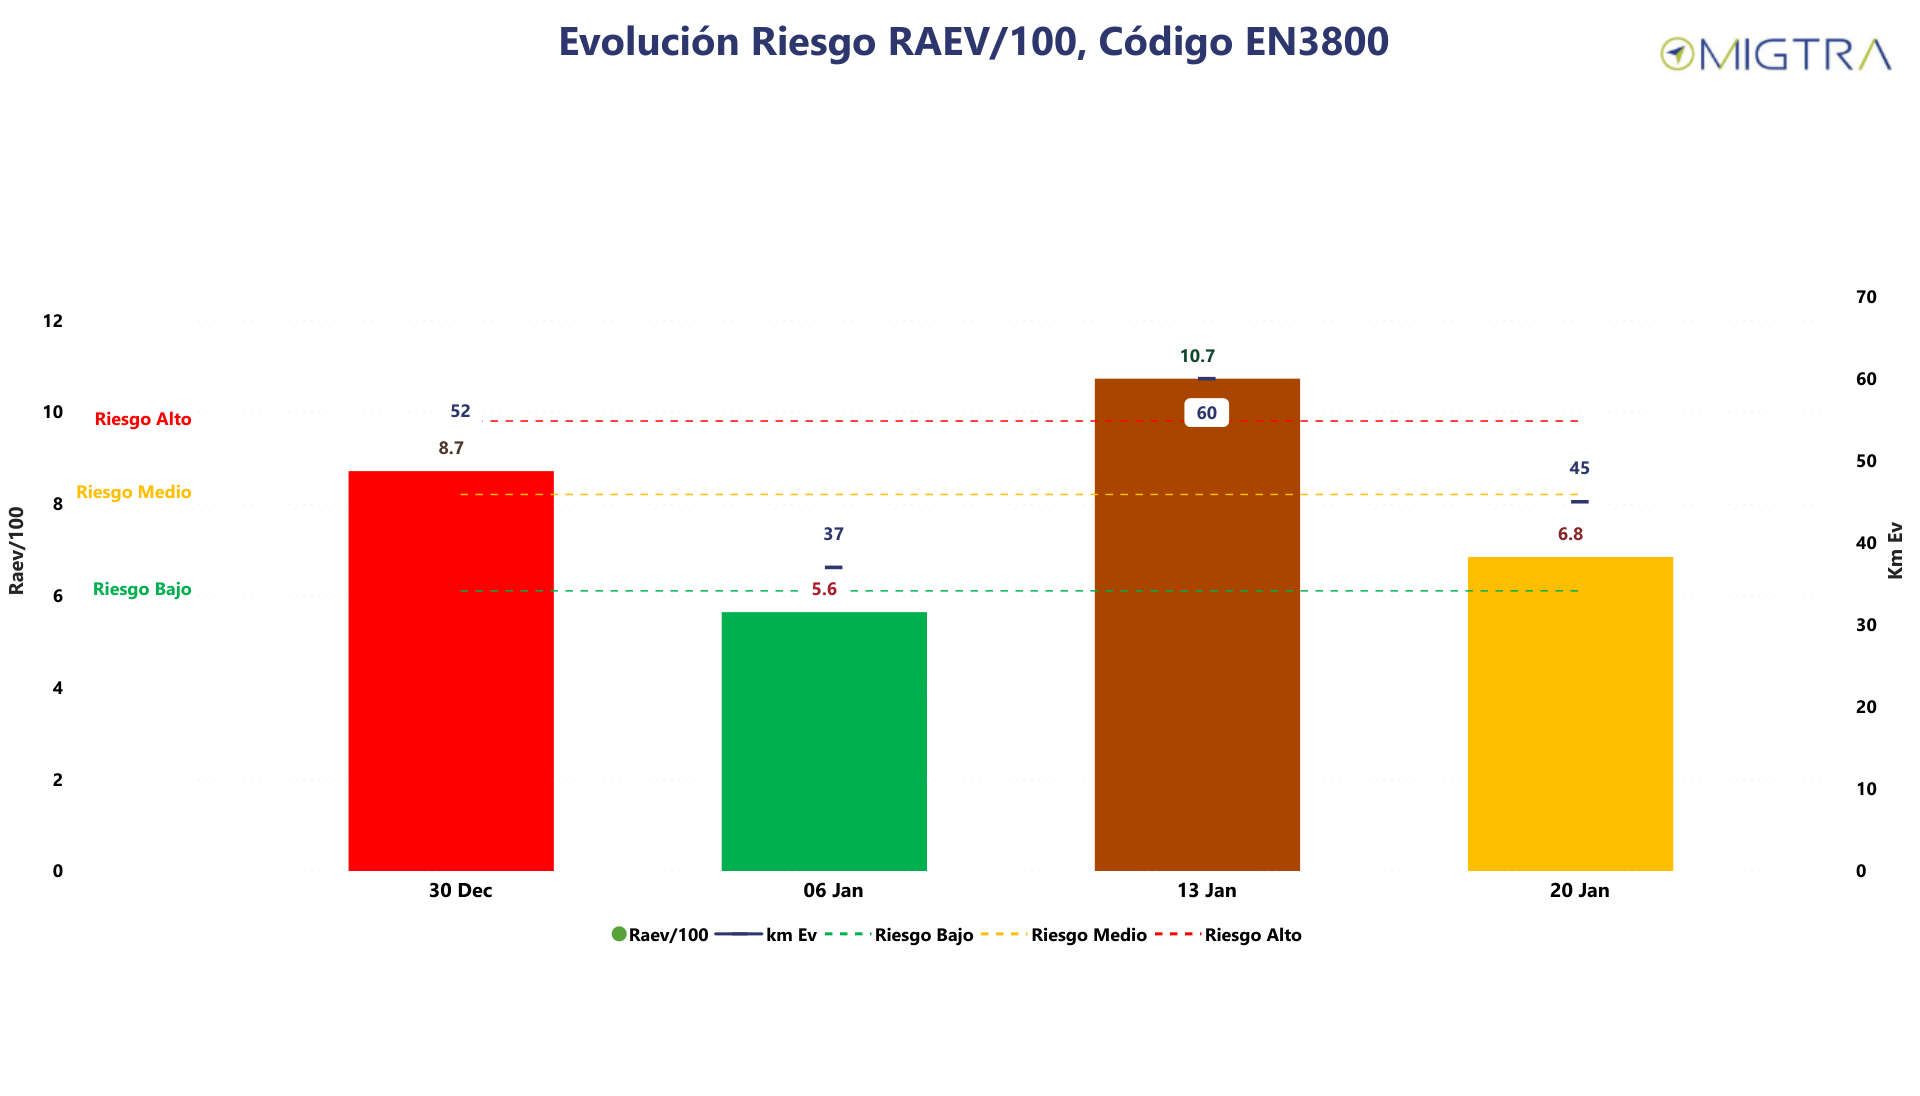 Evolución Riesgo RAEV/100, Código EN3800
MIGTRA
70
12
10.7
60
10
52
60
Riesgo Alto
8.7
50
45
Riesgo Medio
8
37
6.8
40
Raev/100
Km Ev
6
5.6
Riesgo Bajo
30
4
20
2
10
0
0
30 Dec
06 Jan
13 Jan
20 Jan
Raev/100 km Ev Riesgo Bajo Riesgo Medio Riesgo Alto